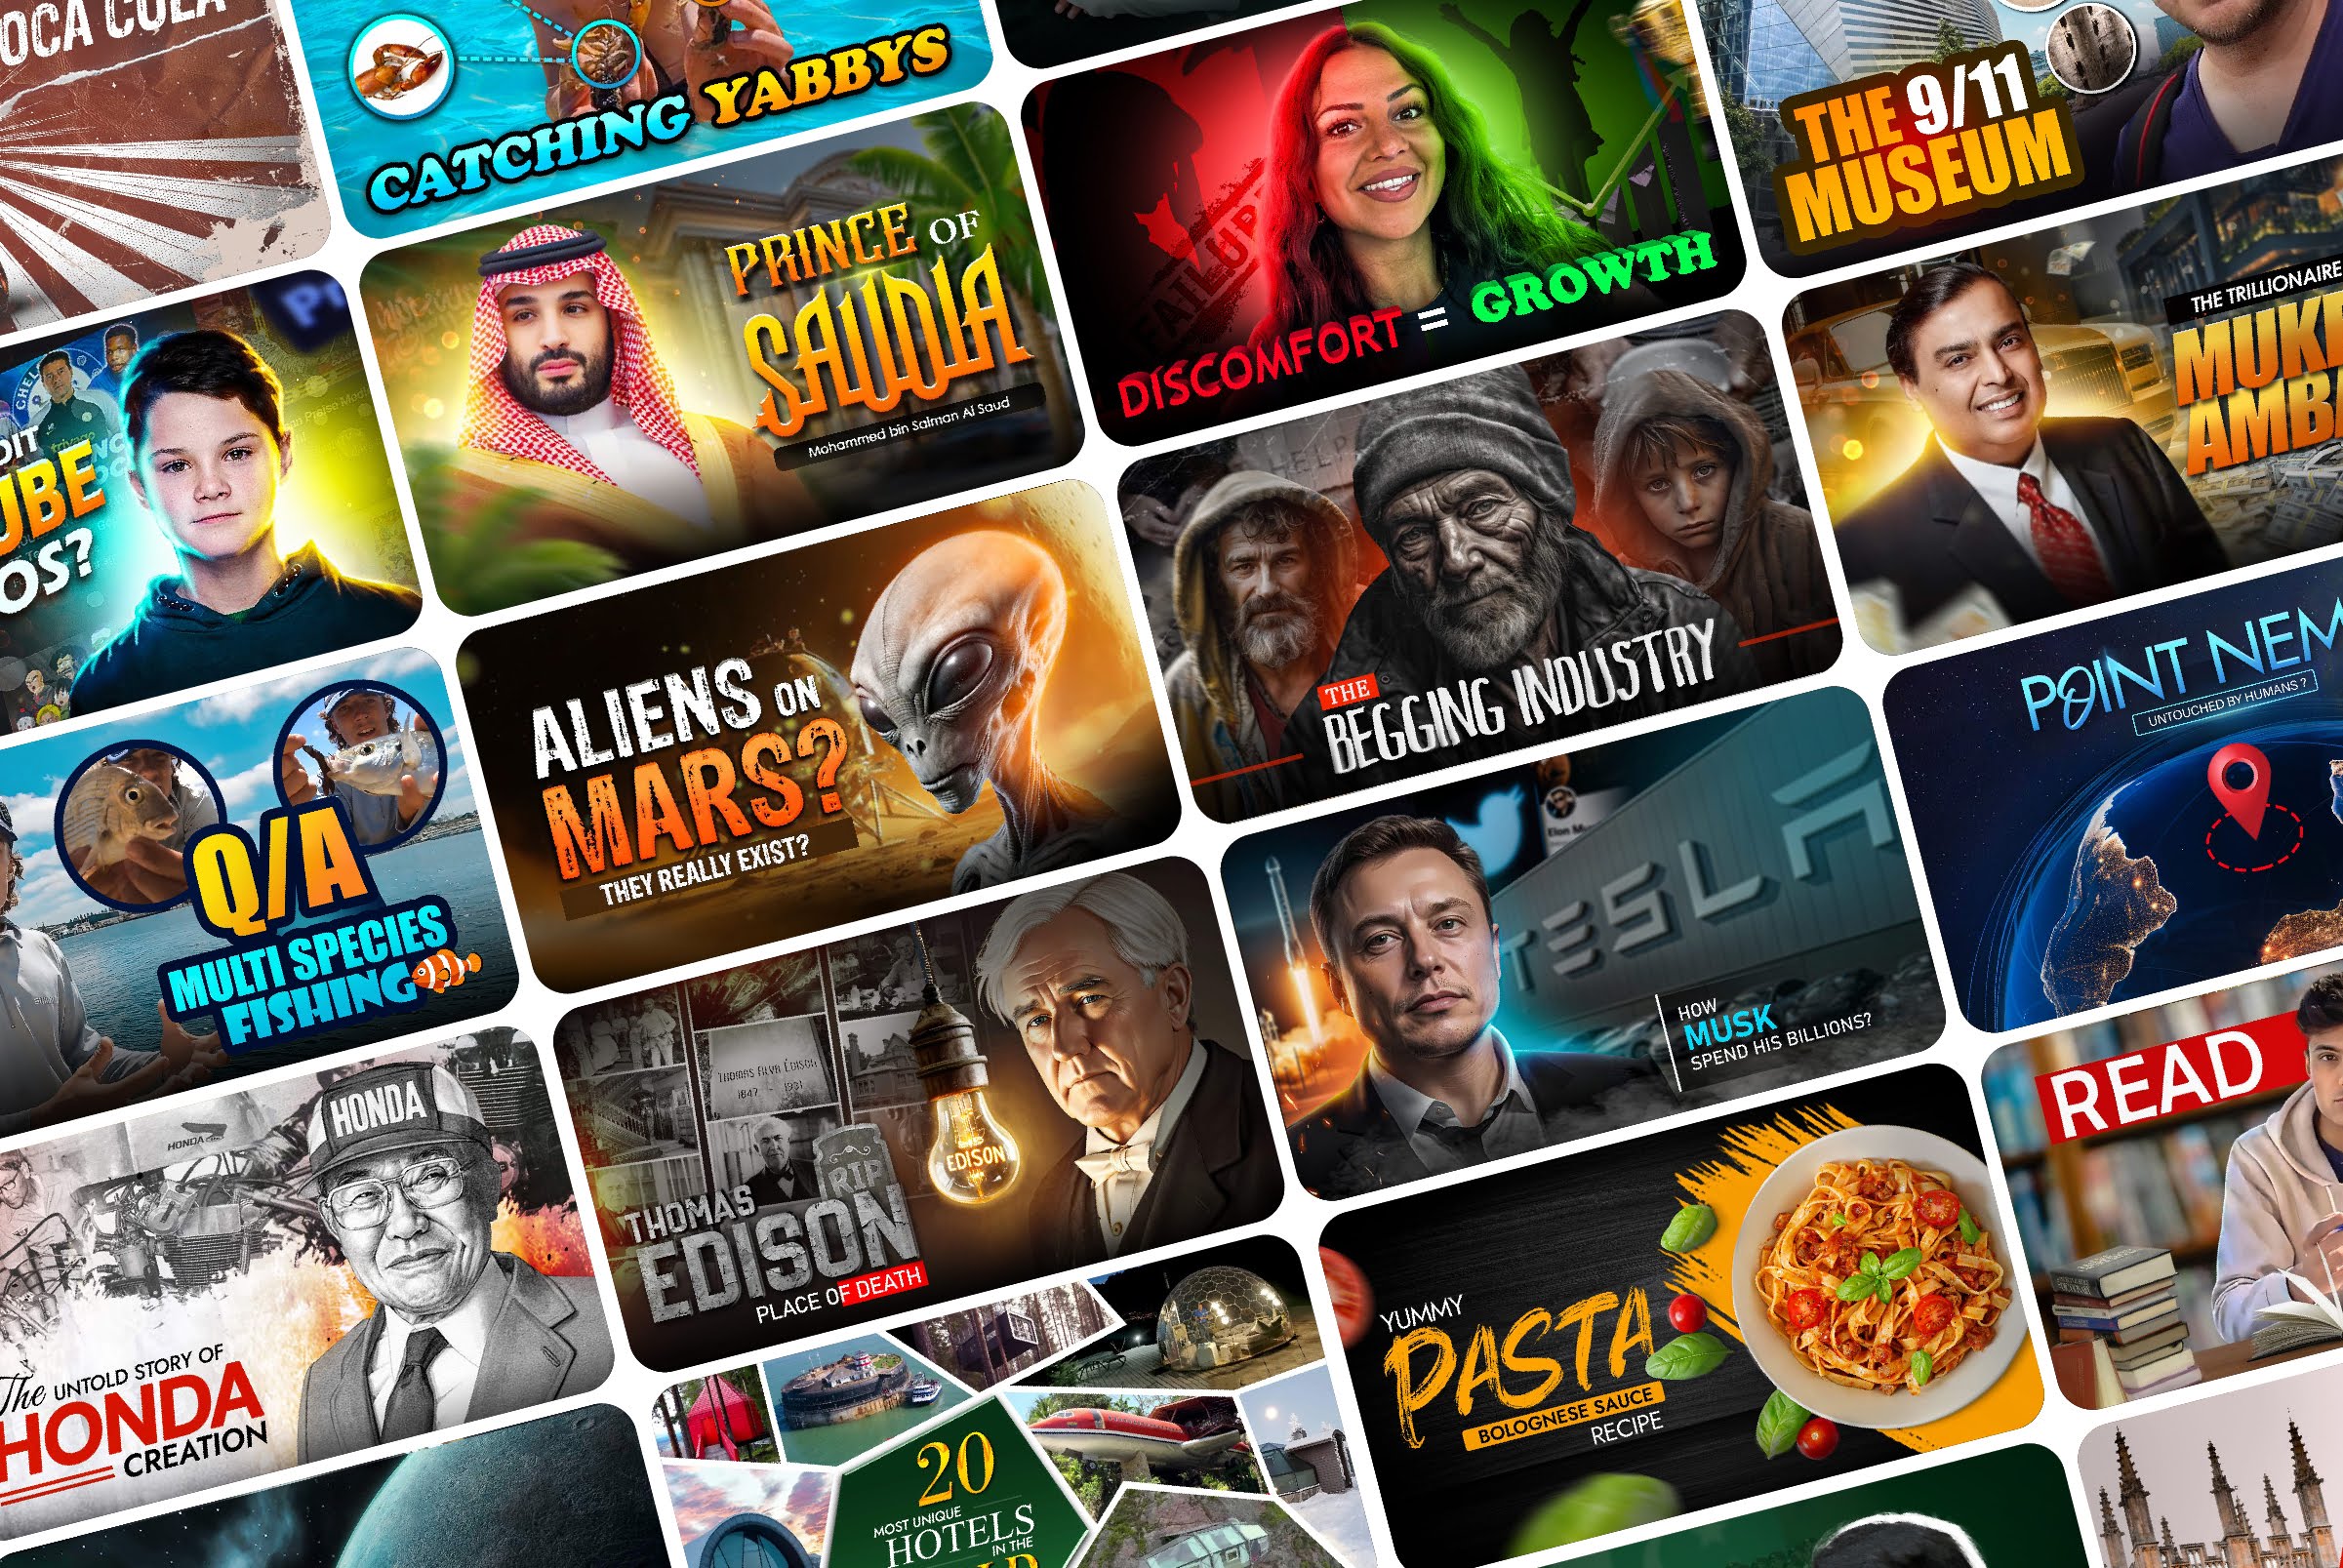 OCA COLA
CATCHING YABBYS
THE 9/11
MUSEUM
PRINCE OF
SAUDIA
Mohammed bin Salman Al Saud
FAILURE
DISCOMFORT = GROWTH
THE TRILLIONAIRE
MUKE
AMBA
CHEL
DIT
UBE
OS?
HELP
THE
BEGGING INDUSTRY
ALIENS ON
MARS?
THEY REALLY EXIST?
POINT NEM
UNTOUCHED BY HUMANS ?
Q/A
MULTI SPECIES
FISHING
Elon M
TESLA
HOW
MUSK
SPEND HIS BILLIONS?
READ
HONDA
HONDA
The UNTOLD STORY OF
HONDA
CREATION
THOMAS ALVA EDISON
1847 - 1931
EDISON
RIP
THOMAS
EDISON
PLACE OF DEATH
YUMMY
PASTA
BOLOGNESE SAUCE
RECIPE
20
MOST UNIQUE
HOTELS
IN THE